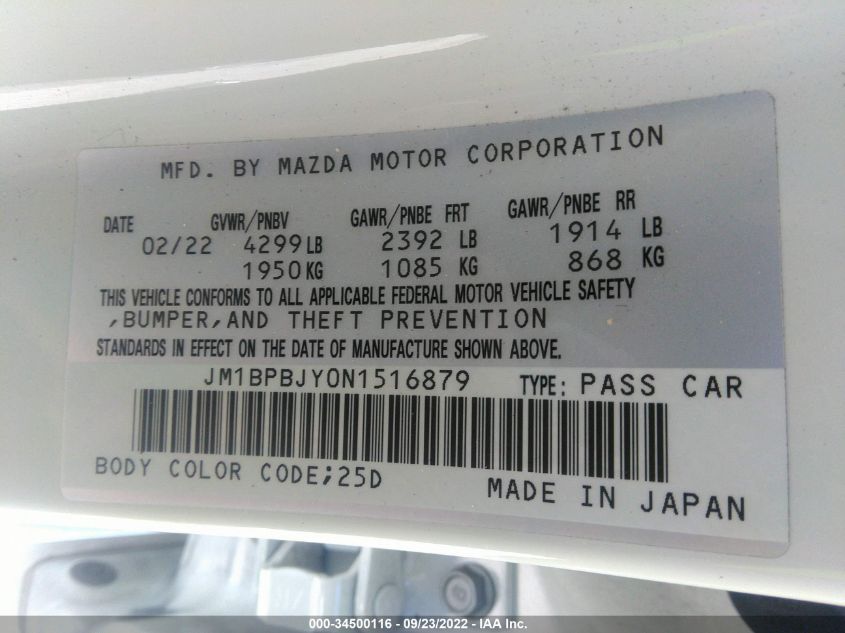 MFD. BY MAZDA MOTOR CORPORATION
DATE GVWR/PNBV GAWR/PNBE FRT GAWR/PNBE RR
02/22 4299 LB 2392 LB 1914 LB
1950 KG 1085 KG 868 KG
THIS VEHICLE CONFORMS TO ALL APPLICABLE FEDERAL MOTOR VEHICLE SAFETY
,BUMPER,AND THEFT PREVENTION
STANDARDS IN EFFECT ON THE DATE OF MANUFACTURE SHOWN ABOVE.
JM1BPBJY0N1516879 TYPE: PASS CAR
BODY COLOR CODE;25D
MADE IN JAPAN
000-34500116 - 09/23/2022 - IAA Inc.